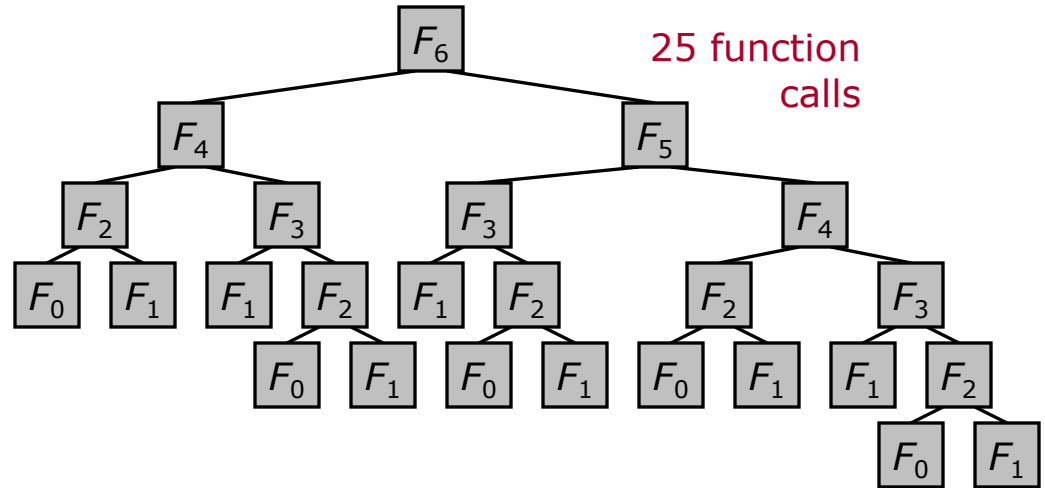 F₆
25 function
calls
F₄ F₅
F₂ F₃ F₃ F₄
F₀ F₁ F₁ F₂ F₁ F₂ F₂ F₃
F₀ F₁ F₀ F₁ F₀ F₁ F₁ F₂
F₀ F₁